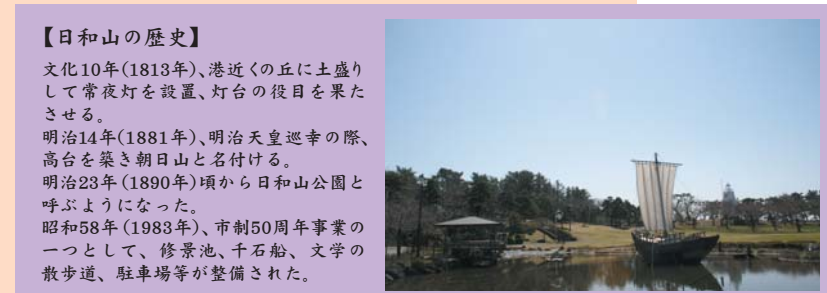 【日和山の歴史】
文化10年(1813年)、港近くの丘に土盛り
して常夜灯を設置、灯台の役目を果た
させる。
明治14年(1881年)、明治天皇巡幸の際、
高台を築き朝日山と名付ける。
明治23年(1890年)頃から日和山公園と
呼ぶようになった。
昭和58年(1983年)、市制50周年事業の
一つとして、修景池、千石船、文学の
散歩道、駐車場等が整備された。